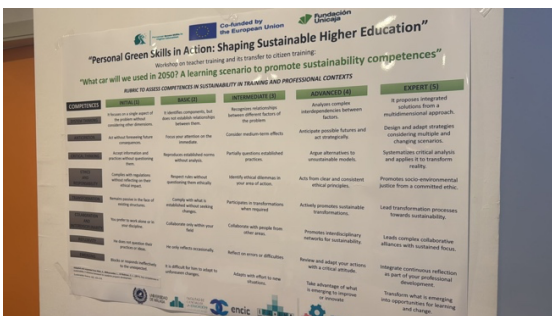 Co-funded by
the European Union
Fundación
Unicaja
"Personal Green Skills in Action: Shaping Sustainable Higher Education"
Workshop on teacher training and its transfer to citizen training:
"What car will we used in 2050? A learning scenario to promote sustainability competences"
RUBRIC TO ASSESS COMPETENCES IN SUSTAINABILITY IN TRAINING AND PROFESSIONAL CONTEXTS
COMPETENCES INITIAL (1) BASIC (2) INTERMEDIATE (3) ADVANCED (4) EXPERT (5)
It focuses on a single aspect of
the problem without
considering other dimensions.
It identifies components, but
does not establish relationships
between them.
Recognizes relationships
between different factors of
the problem
Analyzes complex
interdependencies between
factors.
It proposes integrated
solutions from a
multidimensional approach.
Act without foreseeing future
consequences.
Focus your attention on the
immediate.
Consider medium-term effects
Anticipate possible futures and
act strategically.
Design and adapt strategies
considering multiple and
changing scenarios.
Accept information and
practices without questioning
them.
Reproduces established norms
without analysis.
Partially questions established
practices.
Argue alternatives to
unsustainable models.
Systematizes critical analysis
and applies it to transform
reality.
Complies with regulations
without reflecting on their
ethical impact.
Respect rules without
questioning them ethically.
Identify ethical dilemmas in
your area of action.
Acts from clear and consistent
ethical principles.
Promotes socio-environmental
justice from a committed ethic.
Remains passive in the face of
existing structures.
Comply with what is
established without seeking
changes.
Participates in transformations
when required
Actively promotes sustainable
transformations.
Lead transformation processes
towards sustainability.
You prefer to work alone or in
your discipline.
Collaborate only within your
field.
Collaborate with people from
other areas.
Promotes interdisciplinary
networks for sustainability.
Leads complex collaborative
alliances with sustained focus.
He does not question their
practices or ideas.
He only reflects occasionally.
Reflect on errors or difficulties
Review and adapt your actions
with a critical attitude.
Integrate continuous reflection
as part of your professional
development.
It is difficult for him to adapt to
unforeseen changes.
Adapts with effort to new
situations.
Take advantage of what
is emerging to improve
or innovate
Transform what is emerging
into opportunities for learning
and change.
encic